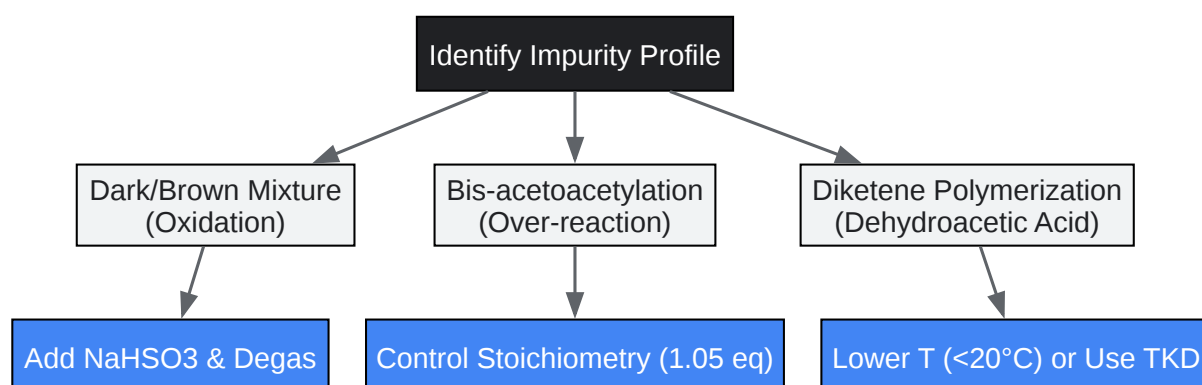 Identify Impurity Profile
Dark/Brown Mixture
(Oxidation)
Bis-acetoacetylation
(Over-reaction)
Diketene Polymerization
(Dehydroacetic Acid)
Add NaHSO3 & Degas
Control Stoichiometry (1.05 eq)
Lower T (<20°C) or Use TKD